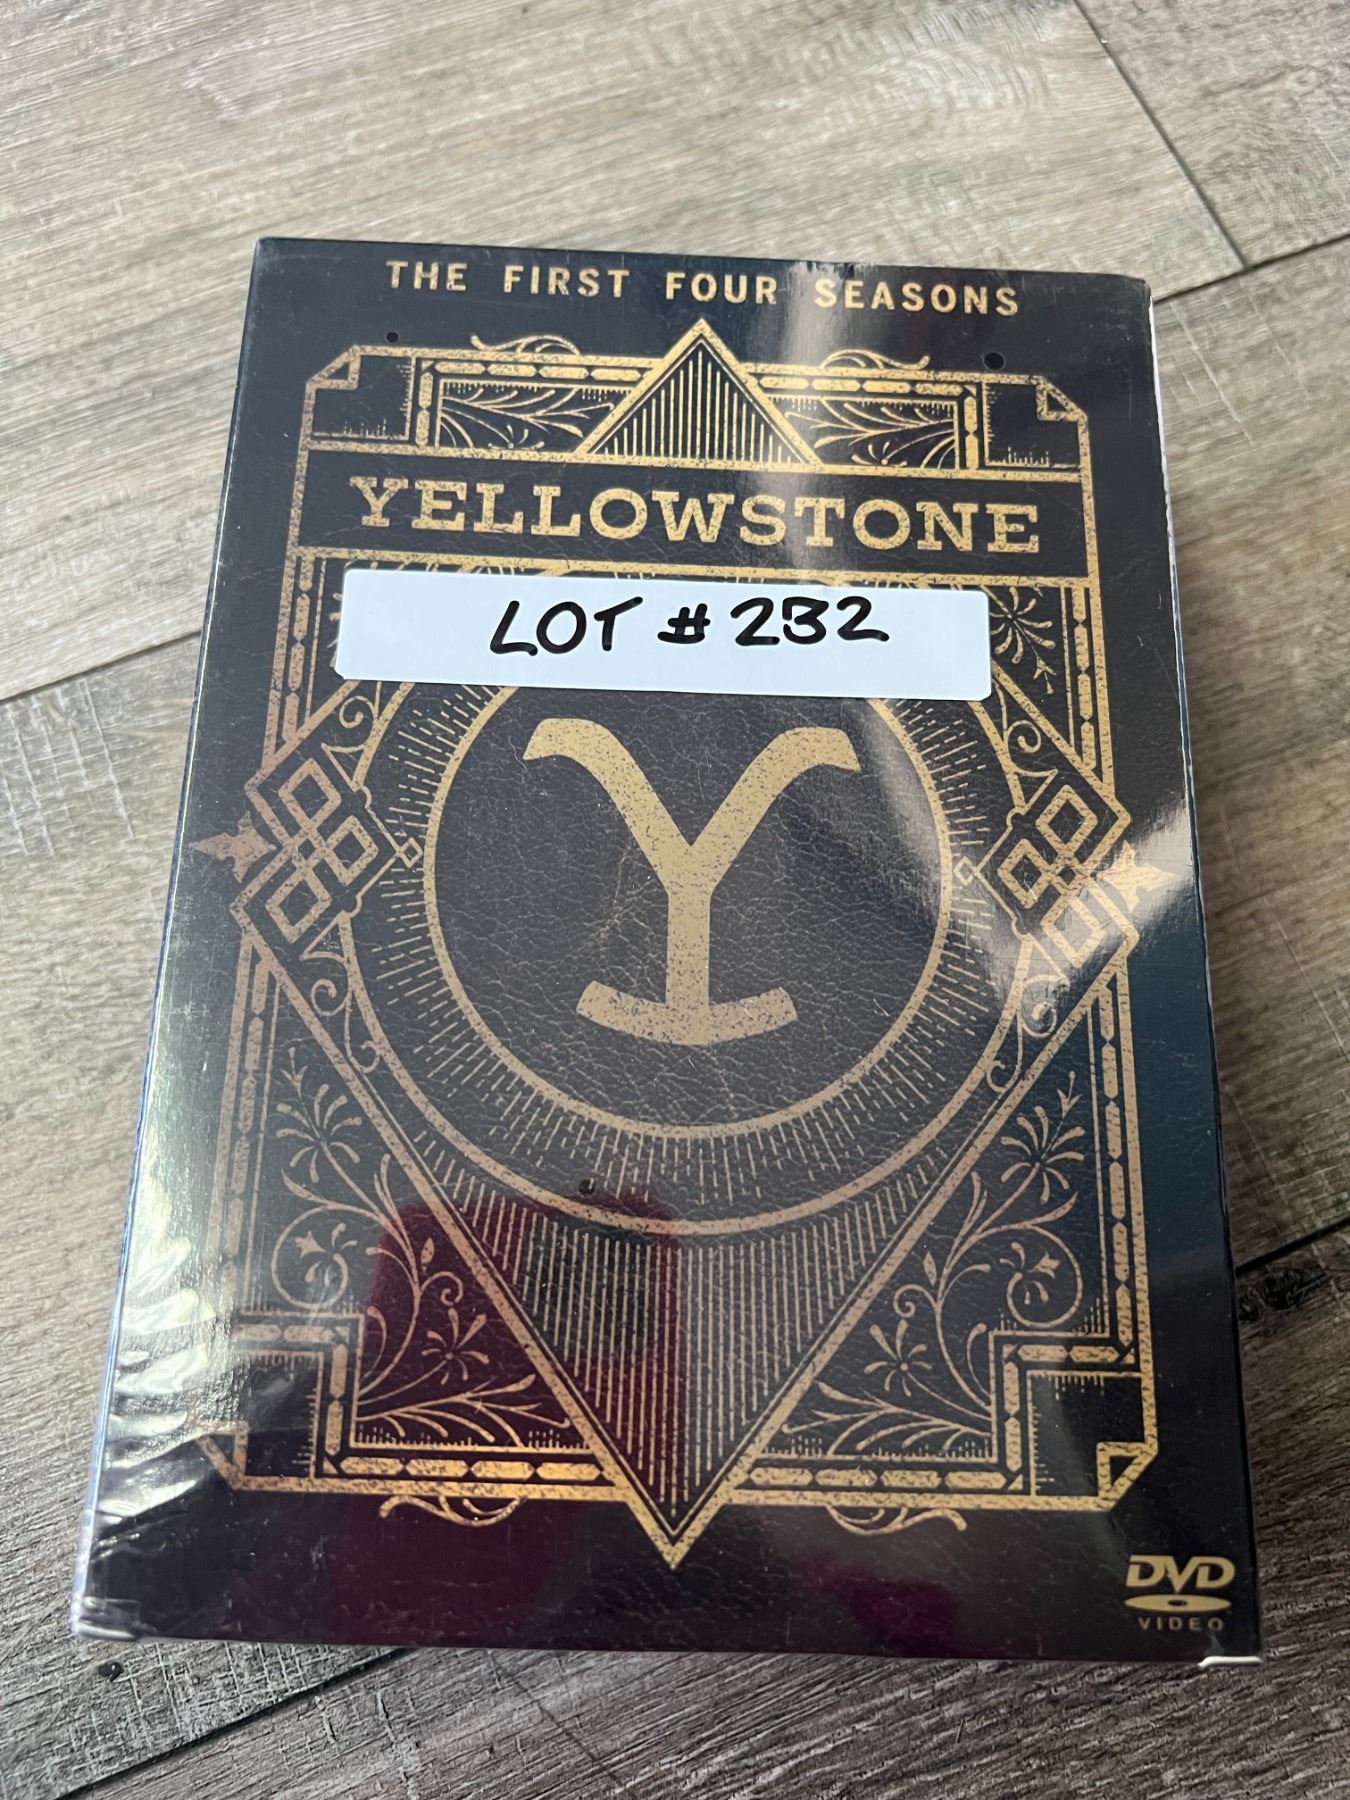 THE FIRST FOUR SEASONS
YELLOWSTONE
LOT #232
Y
DVD
VIDEO